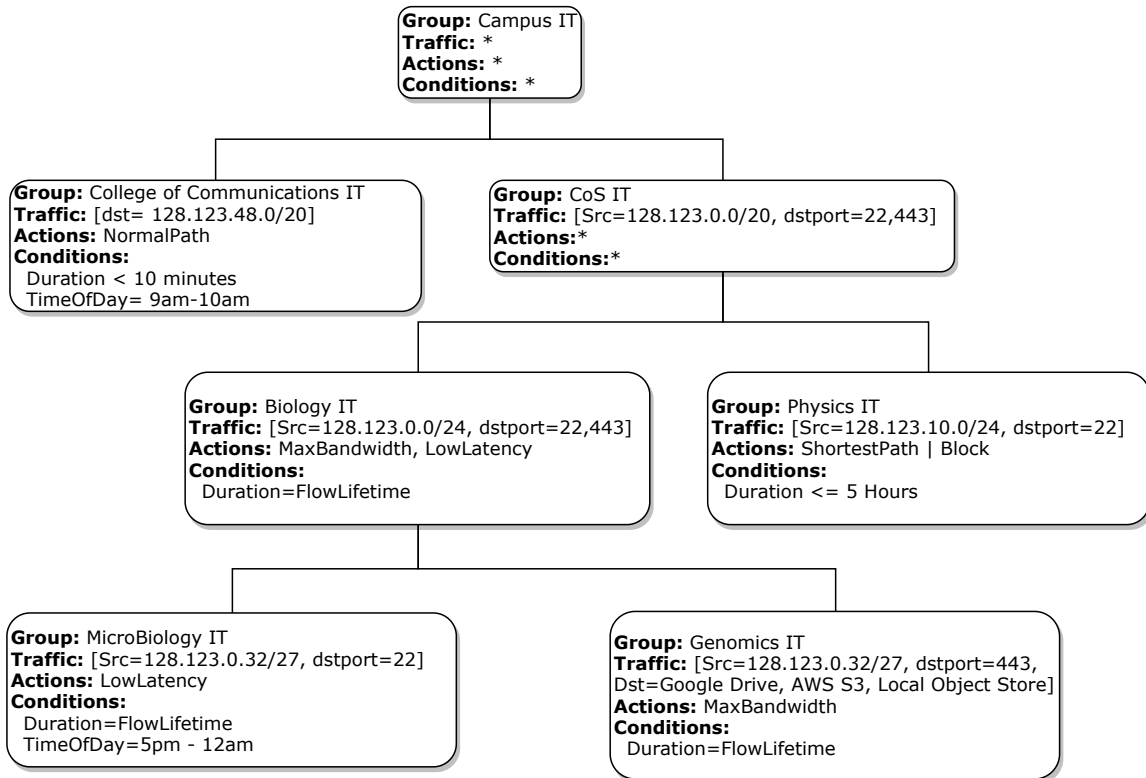 Group: Campus IT
Traffic: *
Actions: *
Conditions: *
Group: College of Communications IT
Traffic: [dst= 128.123.48.0/20]
Actions: NormalPath
Conditions:
Duration < 10 minutes
TimeOfDay= 9am-10am
Group: CoS IT
Traffic: [Src=128.123.0.0/20, dstport=22,443]
Actions:*
Conditions:*
Group: Biology IT
Traffic: [Src=128.123.0.0/24, dstport=22,443]
Actions: MaxBandwidth, LowLatency
Conditions:
Duration=FlowLifetime
Group: Physics IT
Traffic: [Src=128.123.10.0/24, dstport=22]
Actions: ShortestPath | Block
Conditions:
Duration <= 5 Hours
Group: MicroBiology IT
Traffic: [Src=128.123.0.32/27, dstport=22]
Actions: LowLatency
Conditions:
Duration=FlowLifetime
TimeOfDay=5pm - 12am
Group: Genomics IT
Traffic: [Src=128.123.0.32/27, dstport=443,
Dst=Google Drive, AWS S3, Local Object Store]
Actions: MaxBandwidth
Conditions:
Duration=FlowLifetime